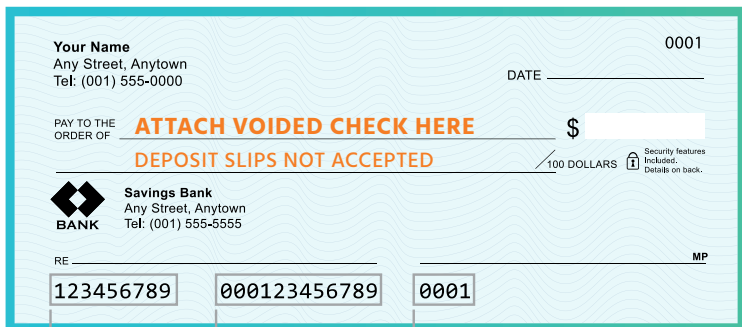 Your Name
0001
Any Street, Anytown
Tel: (001) 555-0000
DATE
PAY TO THE
ORDER OF
ATTACH VOIDED CHECK HERE
$
DEPOSIT SLIPS NOT ACCEPTED
/100 DOLLARS
Security features
Included.
Details on back.
BANK
Savings Bank
Any Street, Anytown
Tel: (001) 555-5555
RE
MP
123456789 000123456789 0001